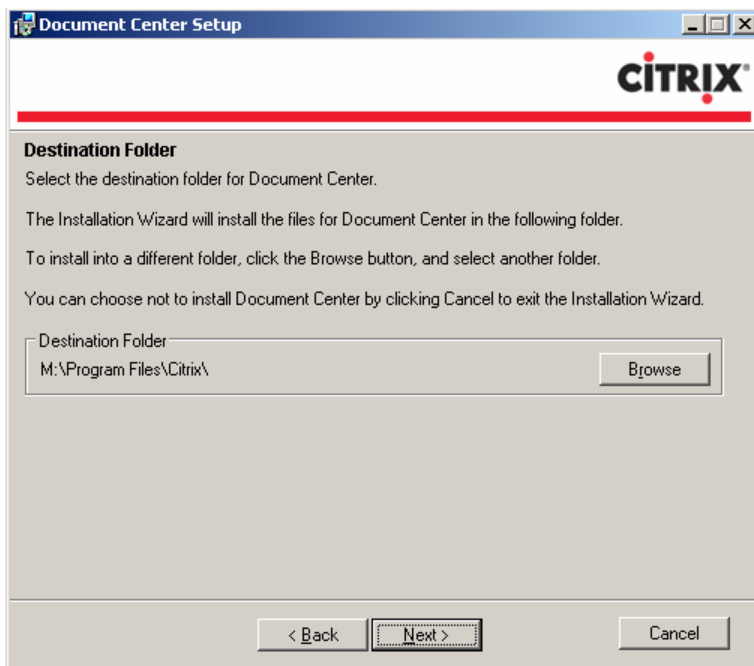 Document Center Setup
CITRIX®
Destination Folder
Select the destination folder for Document Center.
The Installation Wizard will install the files for Document Center in the following folder.
To install into a different folder, click the Browse button, and select another folder.
You can choose not to install Document Center by clicking Cancel to exit the Installation Wizard.
Destination Folder
M:\Program Files\Citrix\
Browse
< Back
Next >
Cancel